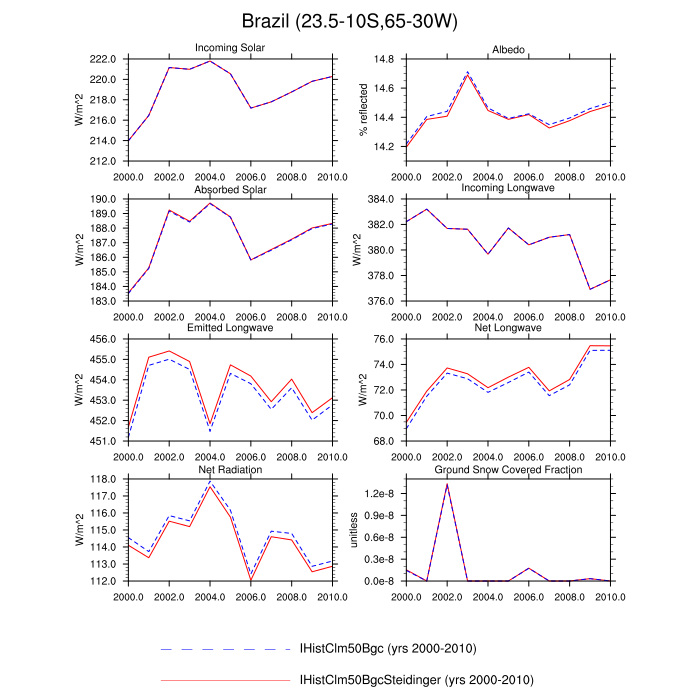 Brazil (23.5-10S,65-30W)
Incoming Solar
W/m^2
222.0
220.0
218.0
216.0
214.0
212.0
2000.0 2002.0 2004.0 2006.0 2008.0 2010.0
Albedo
% reflected
14.8
14.6
14.4
14.2
2000.0 2002.0 2004.0 2006.0 2008.0 2010.0
Absorbed Solar
W/m^2
190.0
189.0
188.0
187.0
186.0
185.0
184.0
183.0
2000.0 2002.0 2004.0 2006.0 2008.0 2010.0
Incoming Longwave
W/m^2
384.0
382.0
380.0
378.0
376.0
2000.0 2002.0 2004.0 2006.0 2008.0 2010.0
Emitted Longwave
W/m^2
456.0
455.0
454.0
453.0
452.0
451.0
2000.0 2002.0 2004.0 2006.0 2008.0 2010.0
Net Longwave
W/m^2
76.0
74.0
72.0
70.0
68.0
2000.0 2002.0 2004.0 2006.0 2008.0 2010.0
Net Radiation
W/m^2
118.0
117.0
116.0
115.0
114.0
113.0
112.0
2000.0 2002.0 2004.0 2006.0 2008.0 2010.0
Ground Snow Covered Fraction
unitless
1.2e-8
0.9e-8
0.6e-8
0.3e-8
0.0e-8
2000.0 2002.0 2004.0 2006.0 2008.0 2010.0
IHistClm50Bgc (yrs 2000-2010)
IHistClm50BgcSteidinger (yrs 2000-2010)